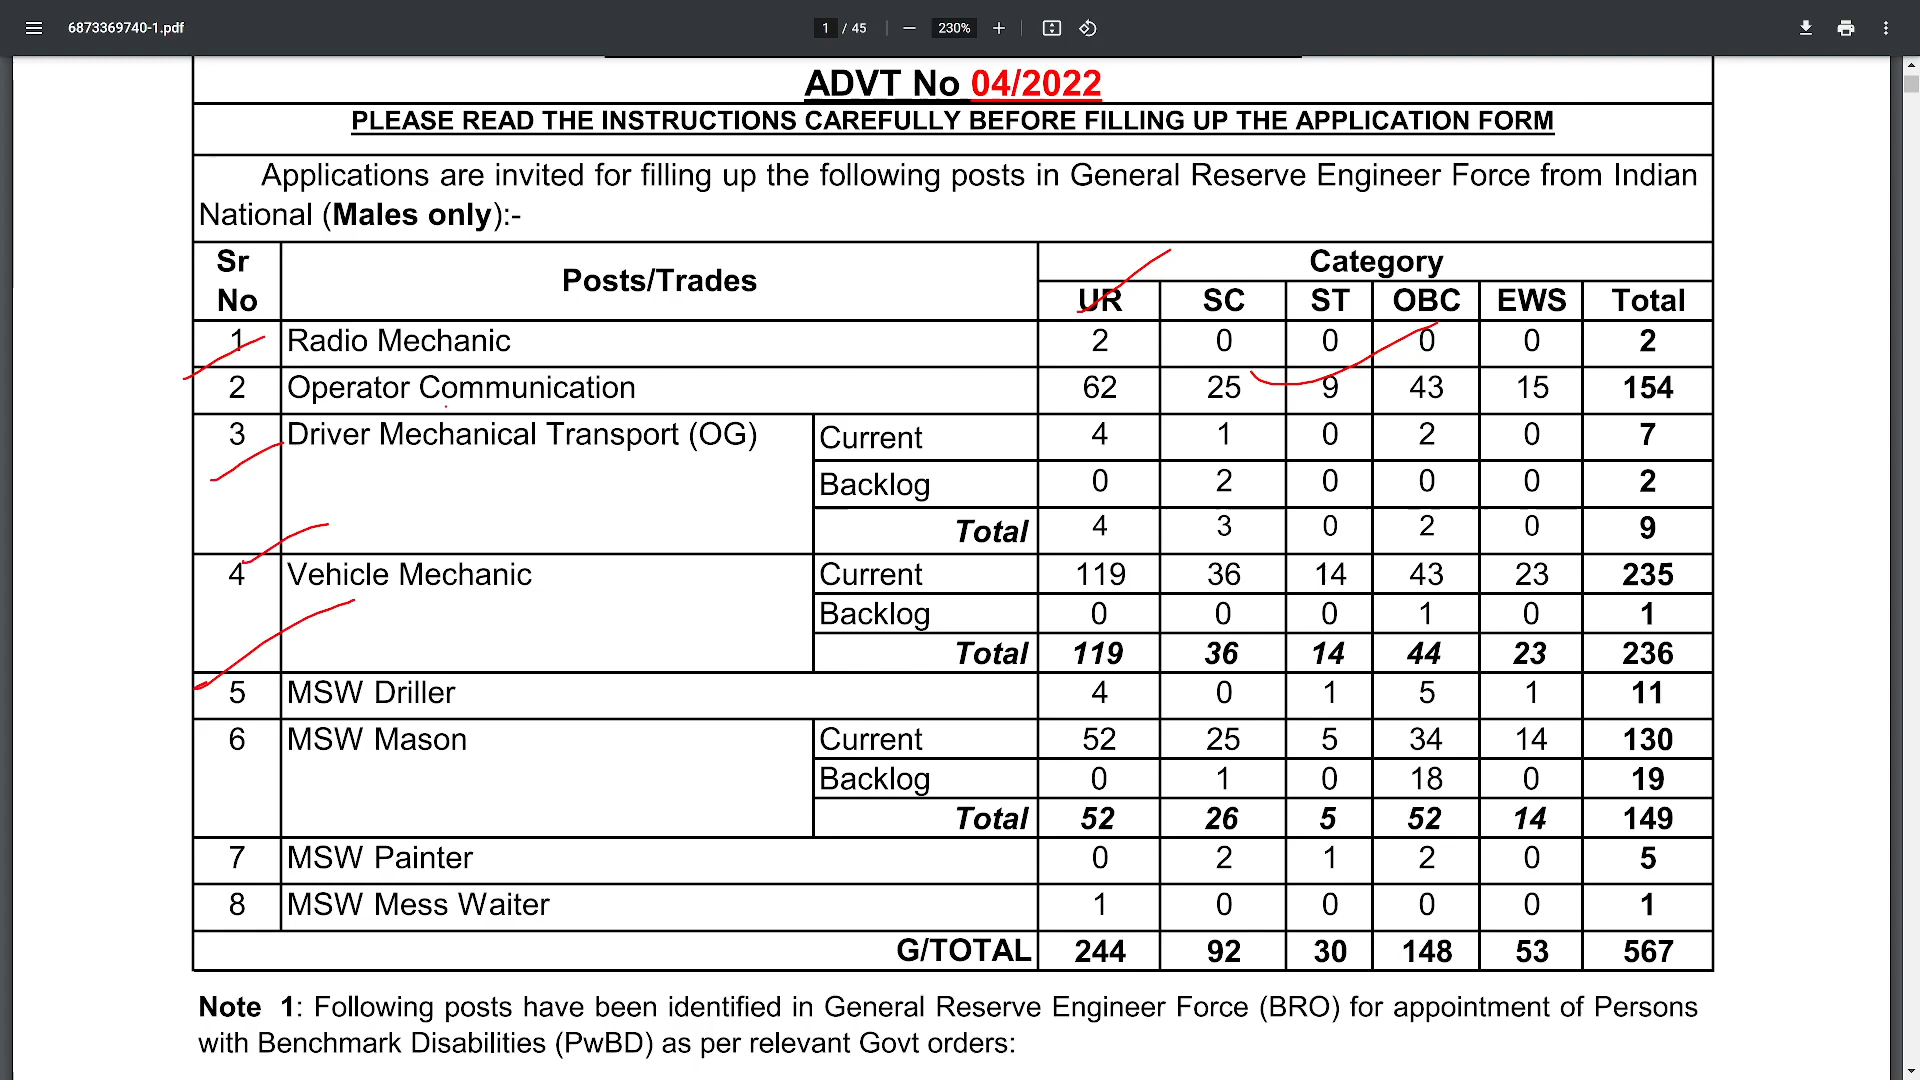 6873369740-1.pdf
1 / 45
230%
ADVT No 04/2022
PLEASE READ THE INSTRUCTIONS CAREFULLY BEFORE FILLING UP THE APPLICATION FORM
Applications are invited for filling up the following posts in General Reserve Engineer Force from Indian
National (Males only):-
Sr No Posts/Trades Category
UR SC ST OBC EWS Total
1 Radio Mechanic 2 0 0 0 0 2
2 Operator Communication 62 25 9 43 15 154
3 Driver Mechanical Transport (OG) Current 4 1 0 2 0 7
Backlog 0 2 0 0 0 2
Total 4 3 0 2 0 9
4 Vehicle Mechanic Current 119 36 14 43 23 235
Backlog 0 0 0 1 0 1
Total 119 36 14 44 23 236
5 MSW Driller 4 0 1 5 1 11
6 MSW Mason Current 52 25 5 34 14 130
Backlog 0 1 0 18 0 19
Total 52 26 5 52 14 149
7 MSW Painter 0 2 1 2 0 5
8 MSW Mess Waiter 1 0 0 0 0 1
G/TOTAL 244 92 30 148 53 567
Note 1: Following posts have been identified in General Reserve Engineer Force (BRO) for appointment of Persons
with Benchmark Disabilities (PwBD) as per relevant Govt orders: